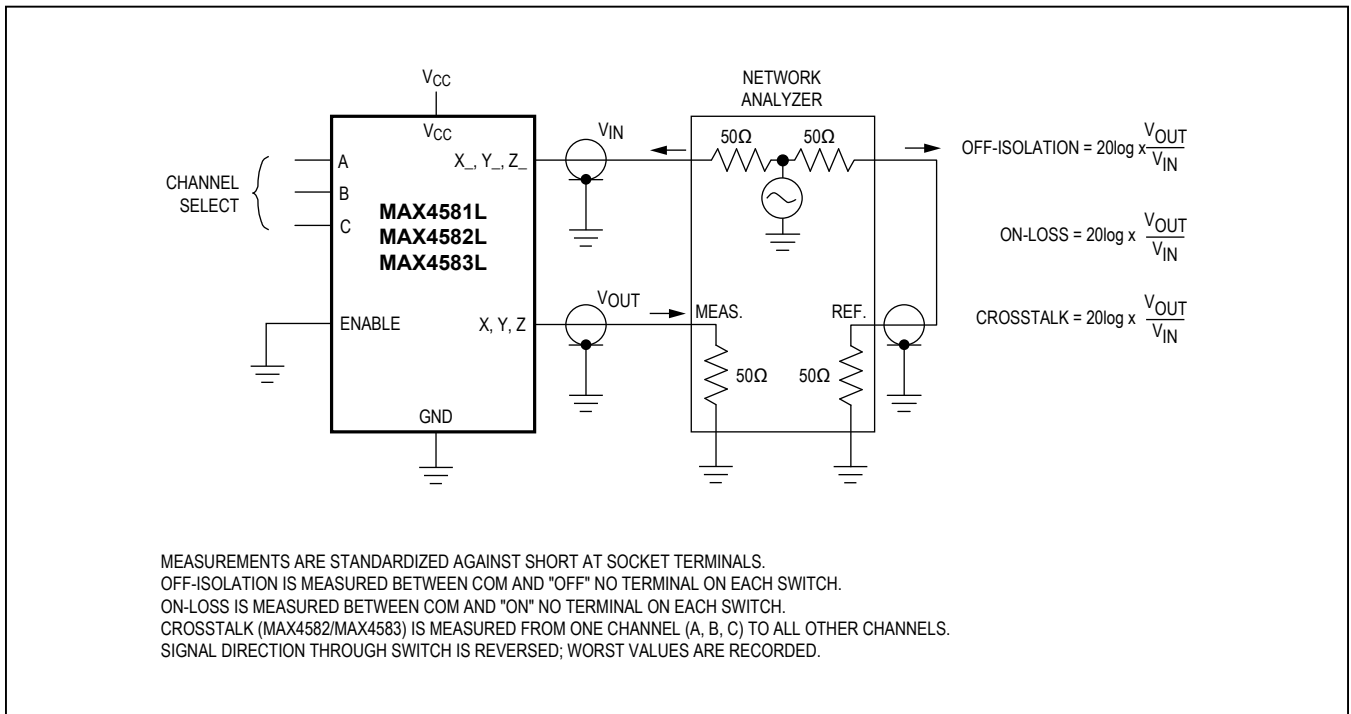 VCC
VCC
CHANNEL
SELECT
A
B
C
MAX4581L
MAX4582L
MAX4583L
X_, Y_, Z_
ENABLE
X, Y, Z
GND
VIN
VOUT
NETWORK
ANALYZER
50Ω
50Ω
MEAS.
REF.
50Ω
50Ω
OFF-ISOLATION = 20log x VOUT
VIN
ON-LOSS = 20log x VOUT
VIN
CROSSTALK = 20log x VOUT
VIN
MEASUREMENTS ARE STANDARDIZED AGAINST SHORT AT SOCKET TERMINALS.
OFF-ISOLATION IS MEASURED BETWEEN COM AND "OFF" NO TERMINAL ON EACH SWITCH.
ON-LOSS IS MEASURED BETWEEN COM AND "ON" NO TERMINAL ON EACH SWITCH.
CROSSTALK (MAX4582/MAX4583) IS MEASURED FROM ONE CHANNEL (A, B, C) TO ALL OTHER CHANNELS.
SIGNAL DIRECTION THROUGH SWITCH IS REVERSED; WORST VALUES ARE RECORDED.